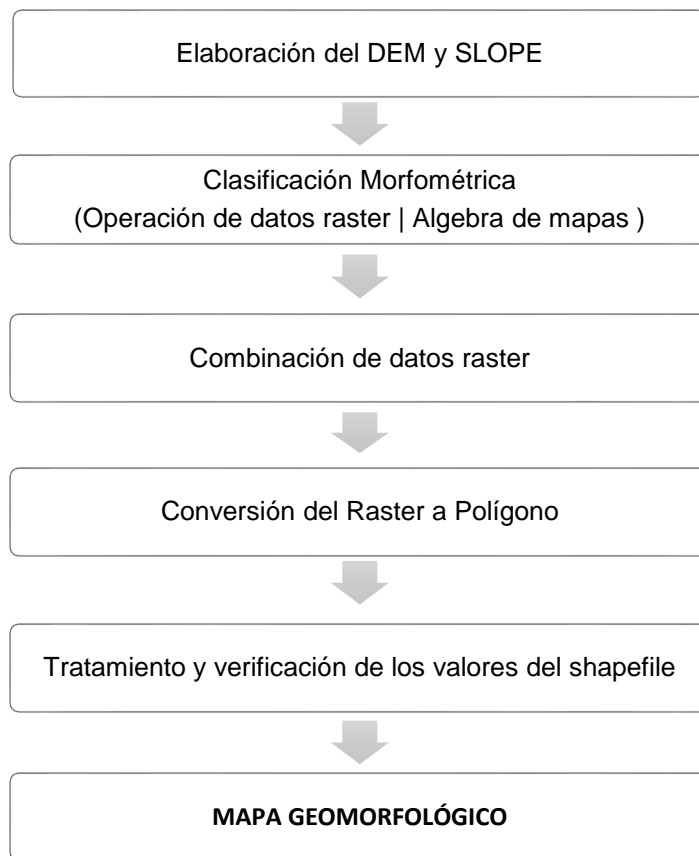 Elaboración del DEM y SLOPE
Clasificación Morfométrica
(Operación de datos raster | Algebra de mapas )
Combinación de datos raster
Conversión del Raster a Polígono
Tratamiento y verificación de los valores del shapefile
MAPA GEOMORFOLÓGICO